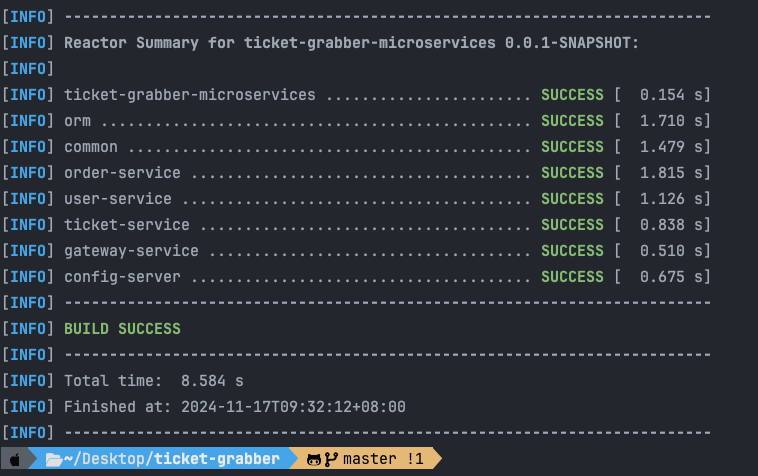 [INFO] ------------------------------------------------------------------------
[INFO] Reactor Summary for ticket-grabber-microservices 0.0.1-SNAPSHOT:
[INFO]
[INFO] ticket-grabber-microservices ....................... SUCCESS [  0.154 s]
[INFO] orm ................................................ SUCCESS [  1.710 s]
[INFO] common ............................................. SUCCESS [  1.479 s]
[INFO] order-service ...................................... SUCCESS [  1.815 s]
[INFO] user-service ....................................... SUCCESS [  1.126 s]
[INFO] ticket-service ..................................... SUCCESS [  0.838 s]
[INFO] gateway-service .................................... SUCCESS [  0.510 s]
[INFO] config-server ...................................... SUCCESS [  0.675 s]
[INFO] ------------------------------------------------------------------------
[INFO] BUILD SUCCESS
[INFO] ------------------------------------------------------------------------
[INFO] Total time:  8.584 s
[INFO] Finished at: 2024-11-17T09:32:12+08:00
[INFO] ------------------------------------------------------------------------
~/Desktop/ticket-grabber master !1